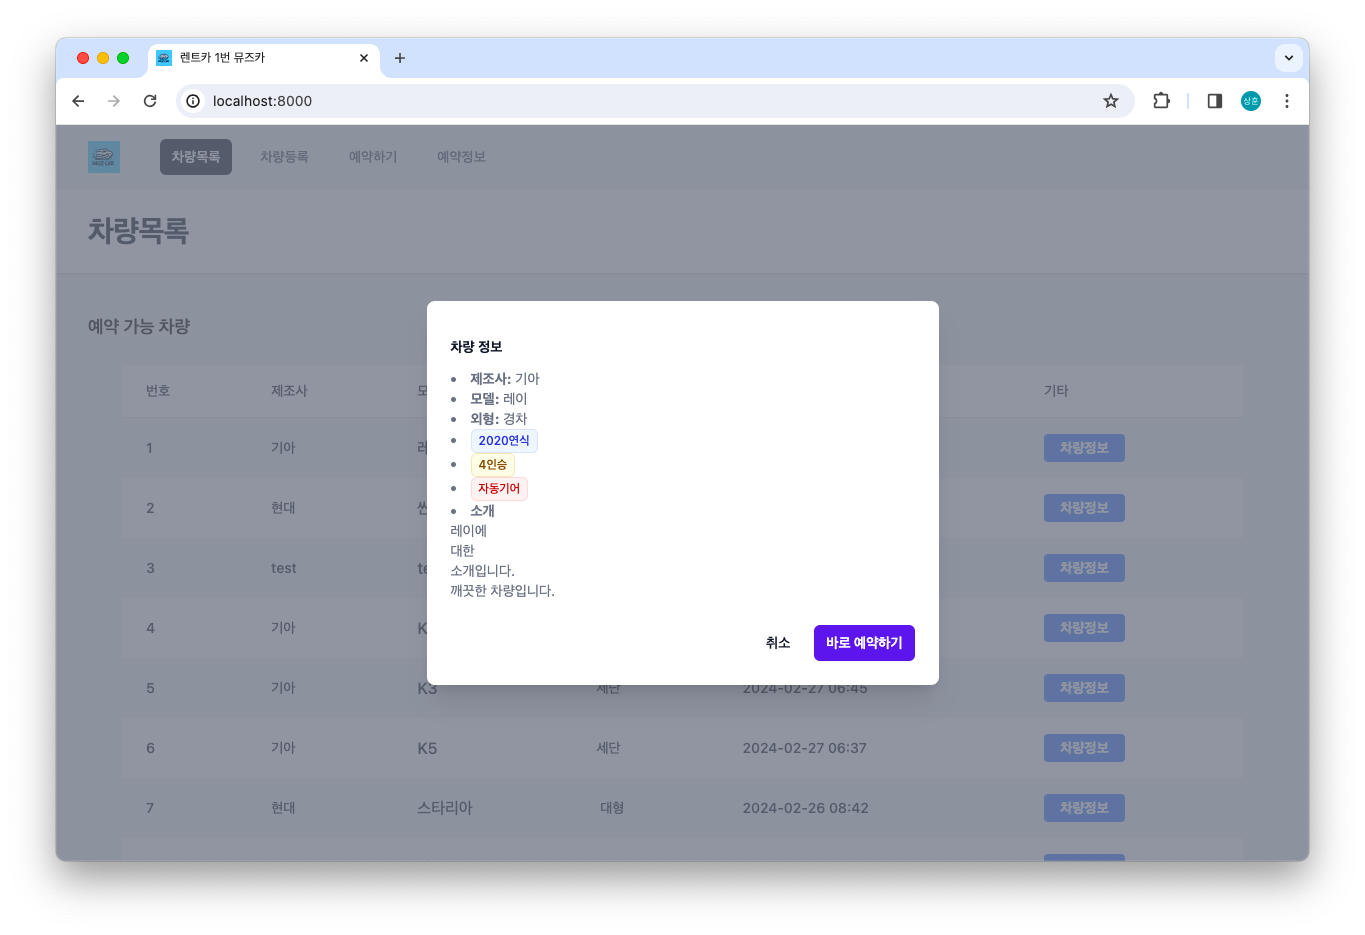 렌트카 1번 뮤즈카
localhost:8000
상훈
차량목록 차량등록 예약하기 예약정보
차량목록
예약 가능 차량
번호 제조사 기타
1 기아 차량정보
2 현대 차량정보
3 test 차량정보
4 기아 차량정보
5 기아 K3 세단 2024-02-27 06:45 차량정보
6 기아 K5 세단 2024-02-27 06:37 차량정보
7 현대 스타리아 대형 2024-02-26 08:42 차량정보
차량 정보
• 제조사: 기아
• 모델: 레이
• 외형: 경차
• 2020연식
• 4인승
• 자동기어
• 소개
레이에
대한
소개입니다.
깨끗한 차량입니다.
취소 바로 예약하기